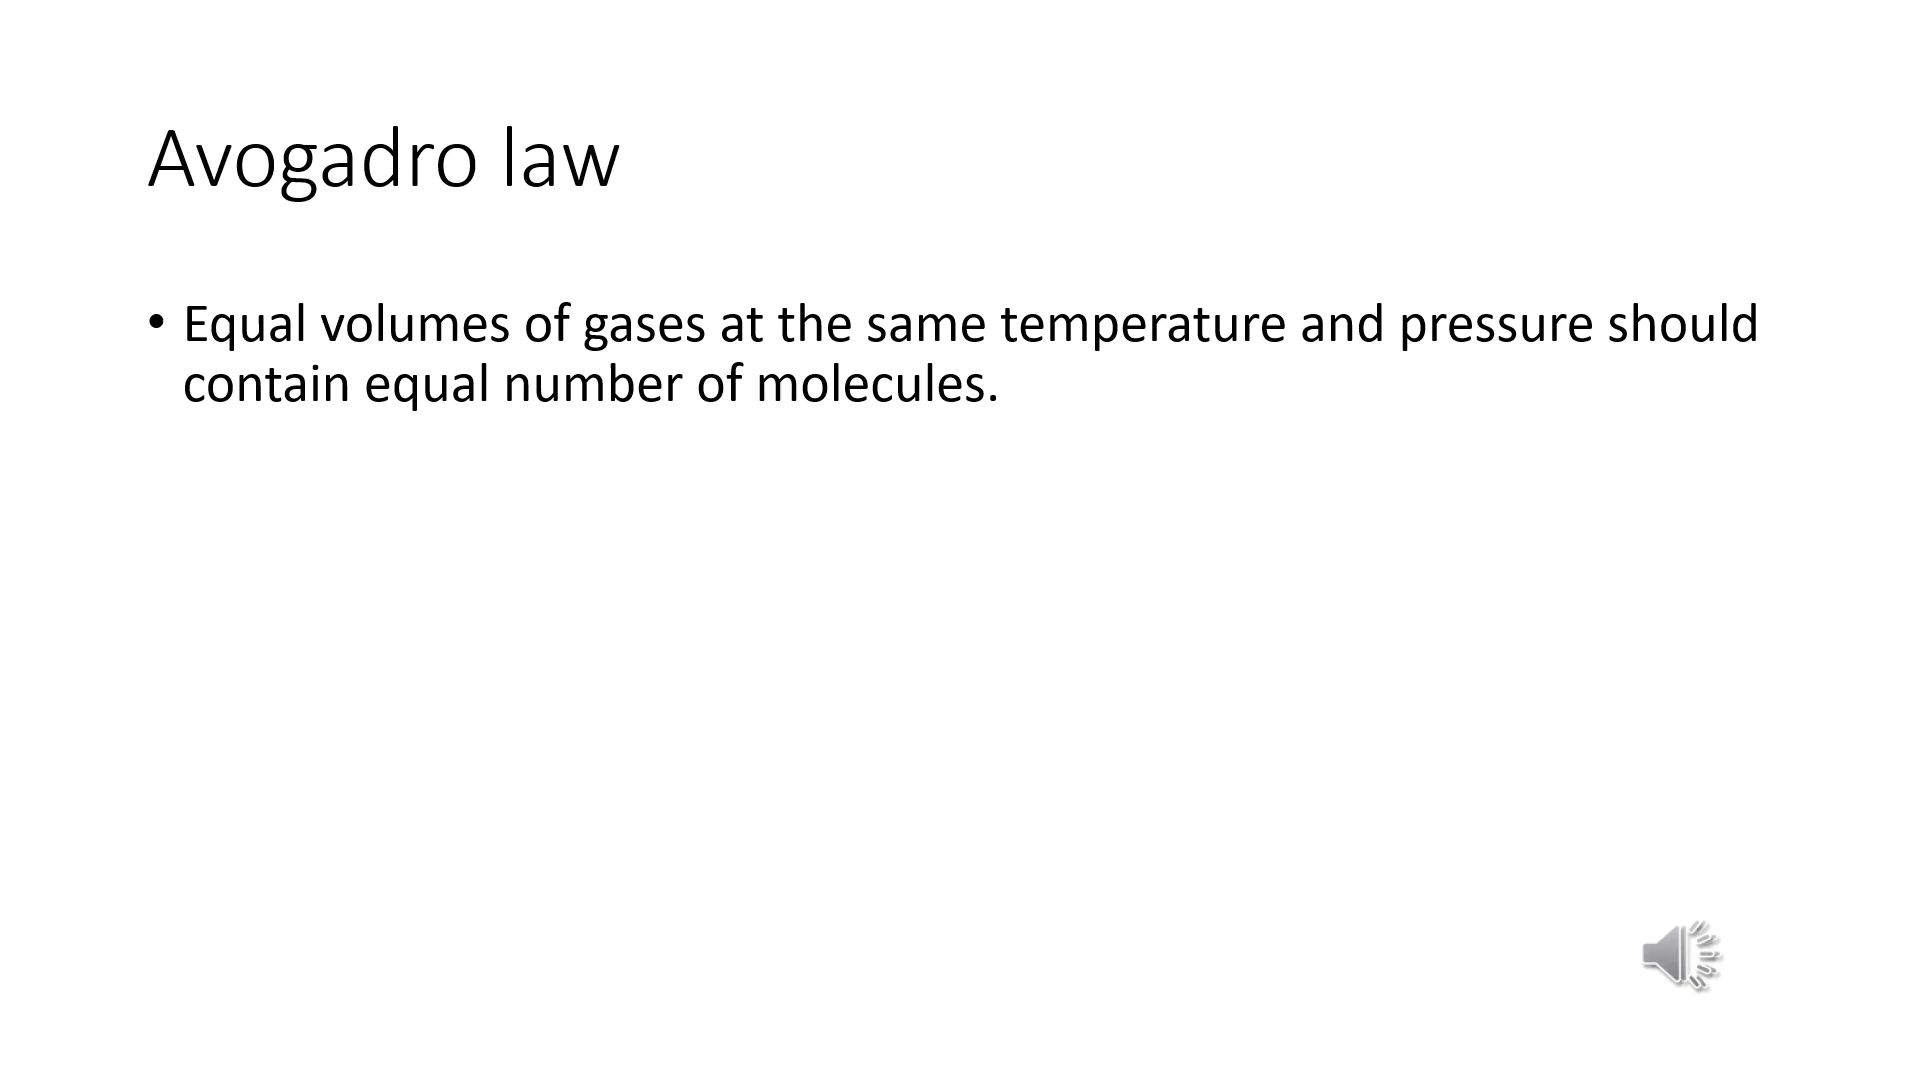 Avogadro law
• Equal volumes of gases at the same temperature and pressure should
contain equal number of molecules.